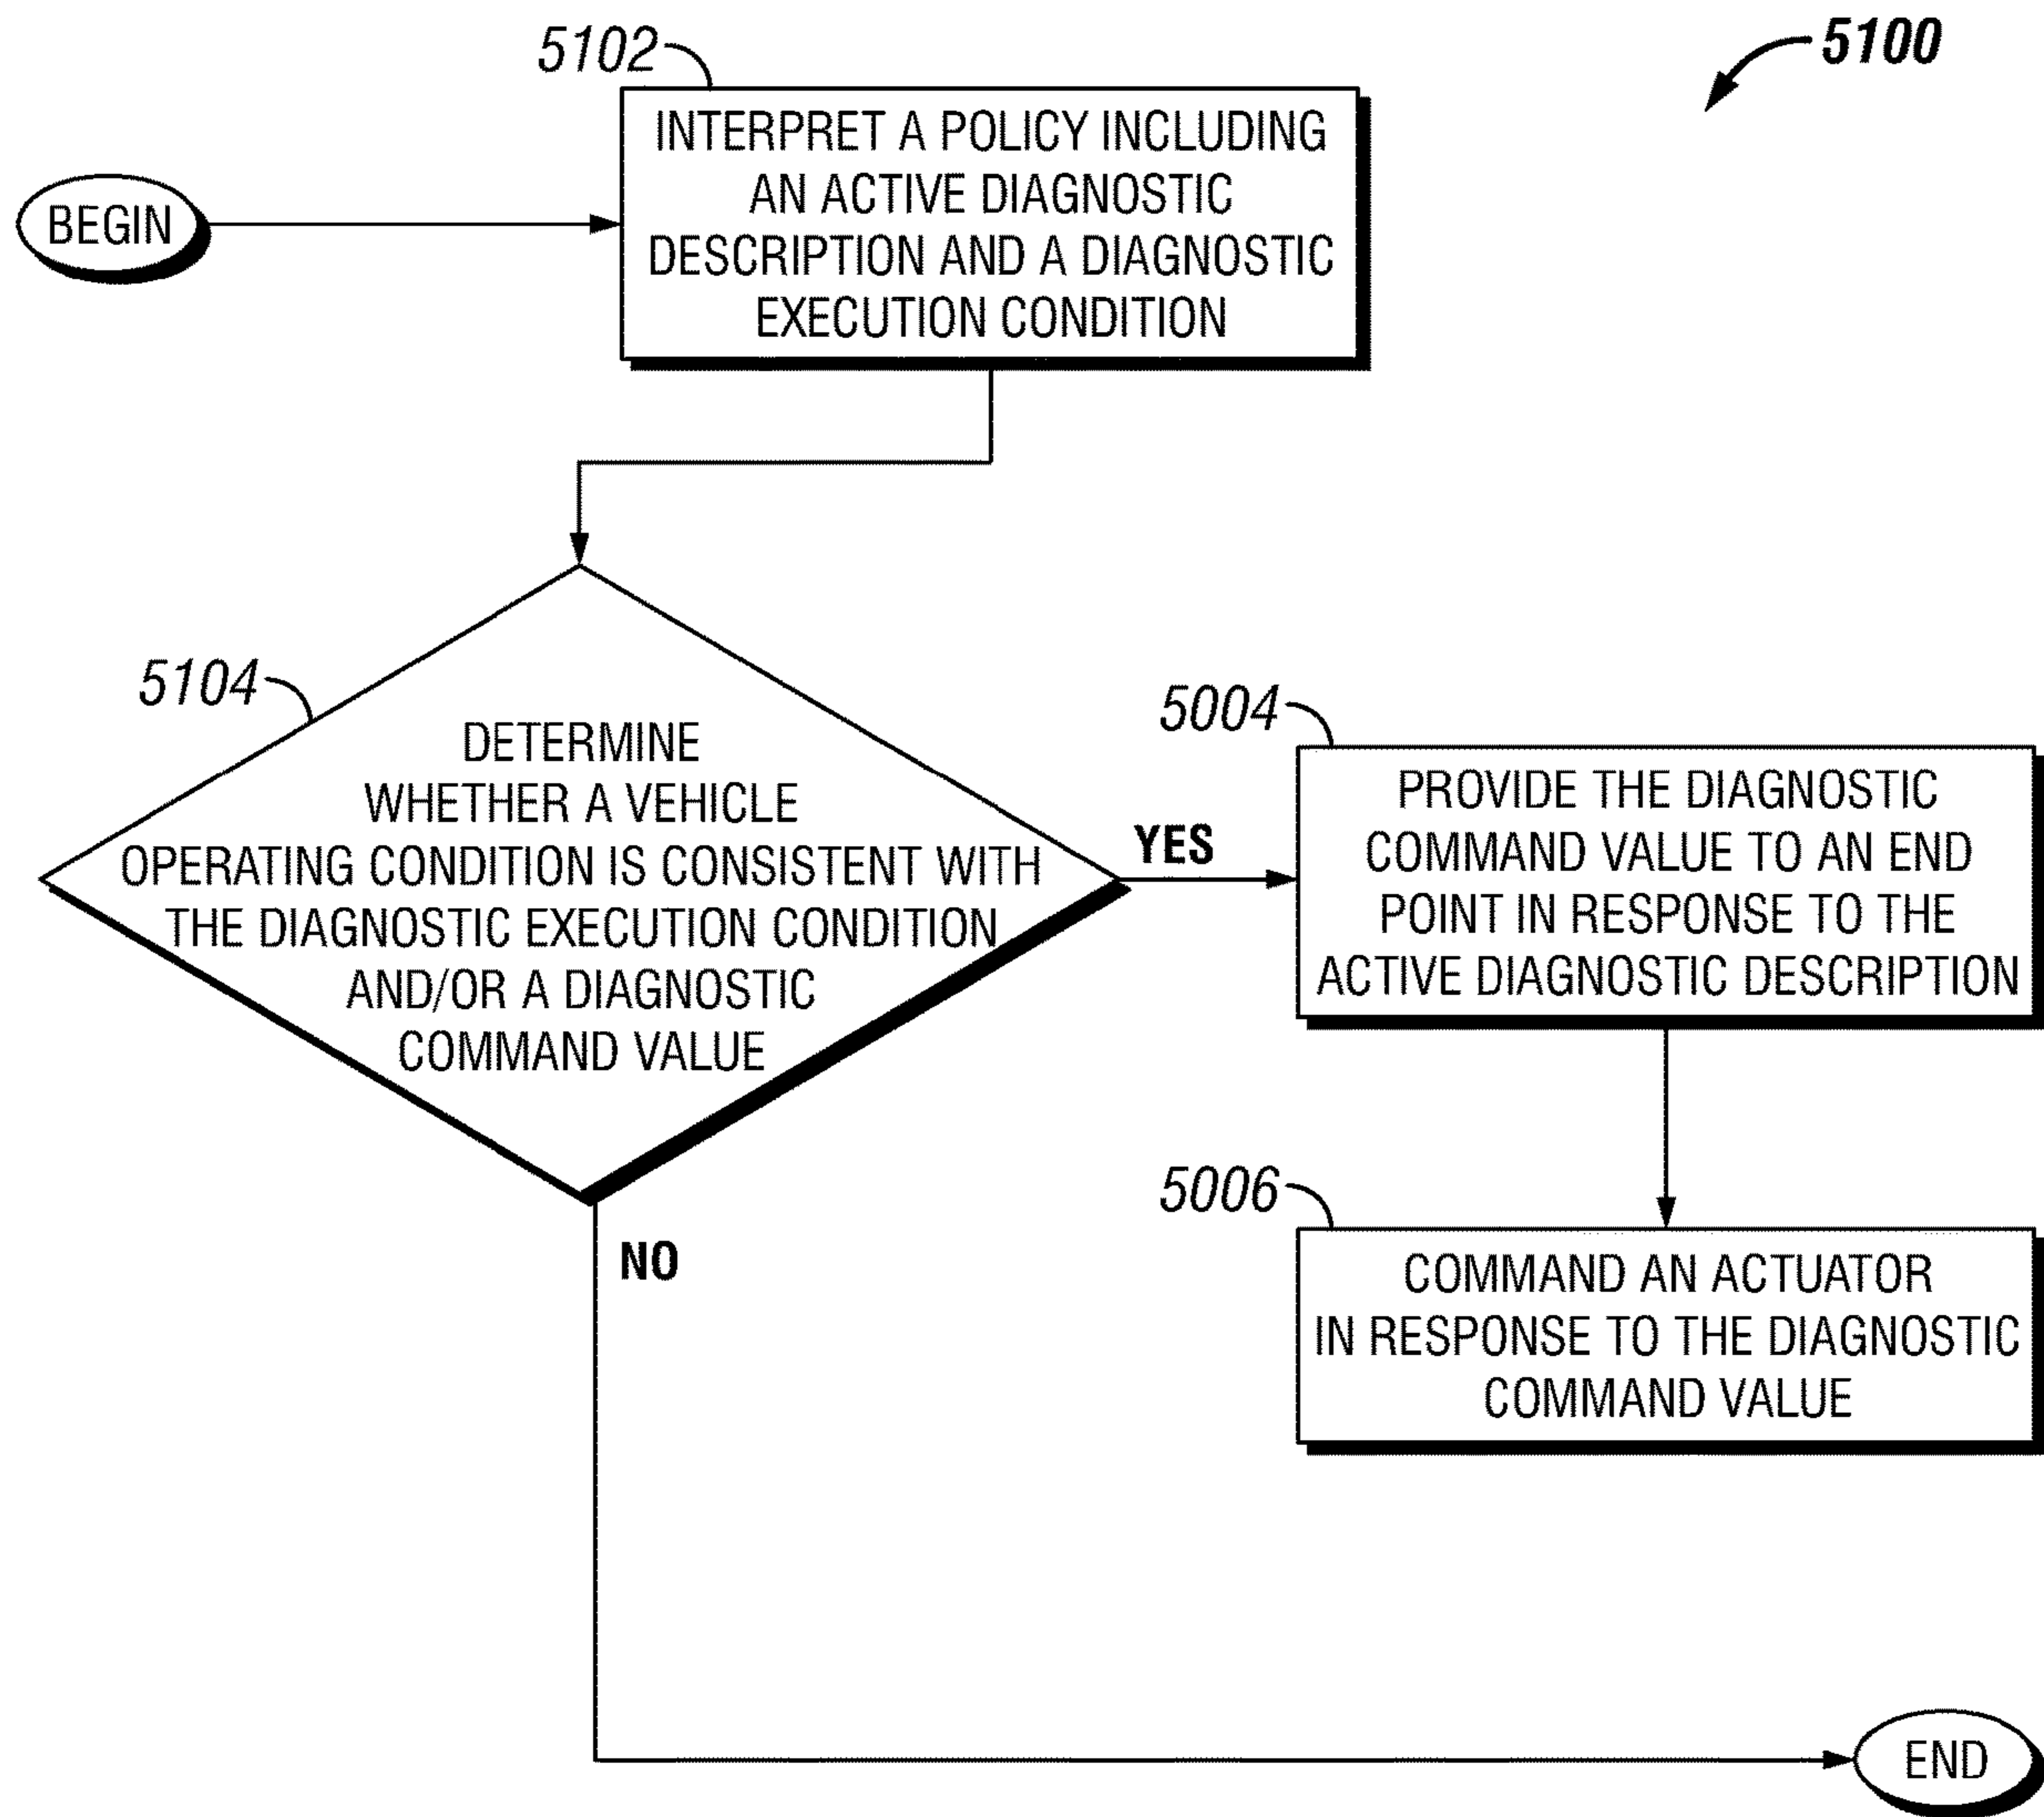 5100
5102
INTERPRET A POLICY INCLUDING
AN ACTIVE DIAGNOSTIC
DESCRIPTION AND A DIAGNOSTIC
EXECUTION CONDITION
BEGIN
5104
DETERMINE
WHETHER A VEHICLE
OPERATING CONDITION IS CONSISTENT WITH
THE DIAGNOSTIC EXECUTION CONDITION
AND/OR A DIAGNOSTIC
COMMAND VALUE
YES
5004
PROVIDE THE DIAGNOSTIC
COMMAND VALUE TO AN END
POINT IN RESPONSE TO THE
ACTIVE DIAGNOSTIC DESCRIPTION
5006
COMMAND AN ACTUATOR
IN RESPONSE TO THE DIAGNOSTIC
COMMAND VALUE
NO
END